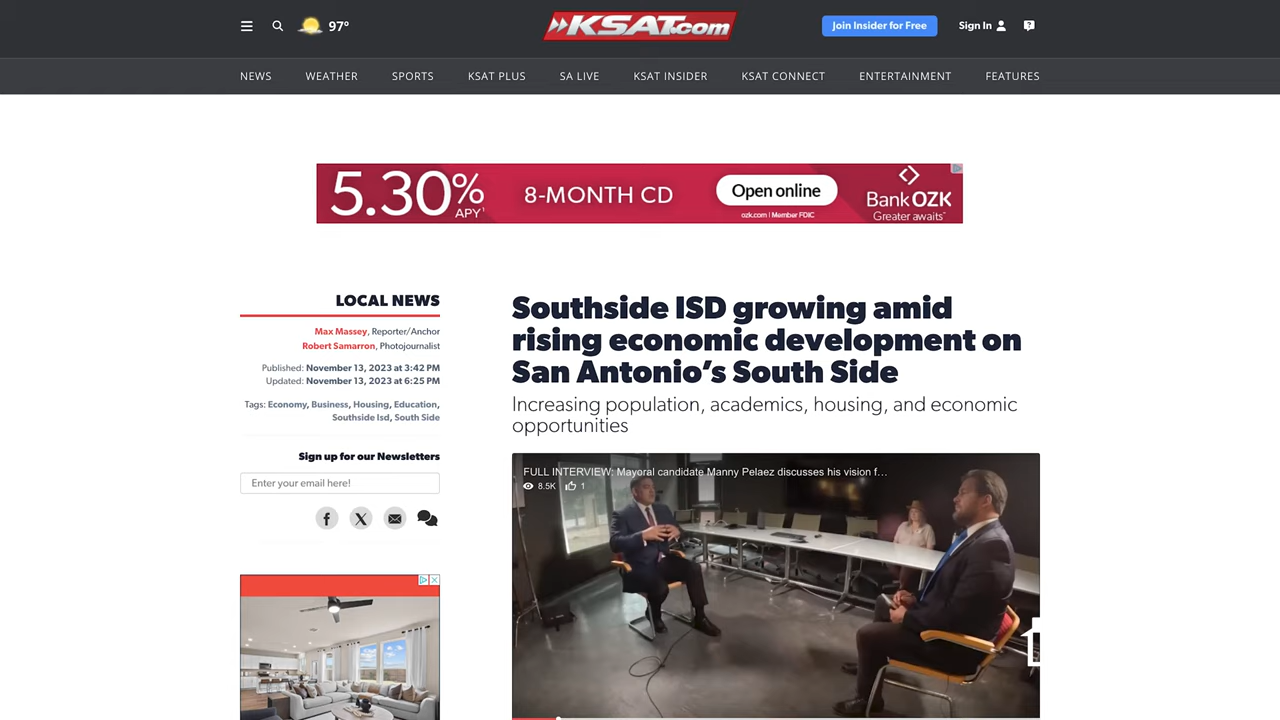 97°
KSAT.com
Join Insider for Free
Sign In
NEWS
WEATHER
SPORTS
KSAT PLUS
SA LIVE
KSAT INSIDER
KSAT CONNECT
ENTERTAINMENT
FEATURES
5.30% APY¹
8-MONTH CD
Open online
ozk.com | Member FDIC
Bank OZK
Greater awaits™
LOCAL NEWS
Max Massey, Reporter/Anchor
Robert Samarron, Photojournalist
Published: November 13, 2023 at 3:42 PM
Updated: November 13, 2023 at 6:25 PM
Tags: Economy, Business, Housing, Education,
Southside Isd, South Side
Sign up for our Newsletters
Enter your email here!
Southside ISD growing amid
rising economic development on
San Antonio’s South Side
Increasing population, academics, housing, and economic
opportunities
FULL INTERVIEW: Mayoral candidate Manny Pelaez discusses his vision f...
8.5K 1